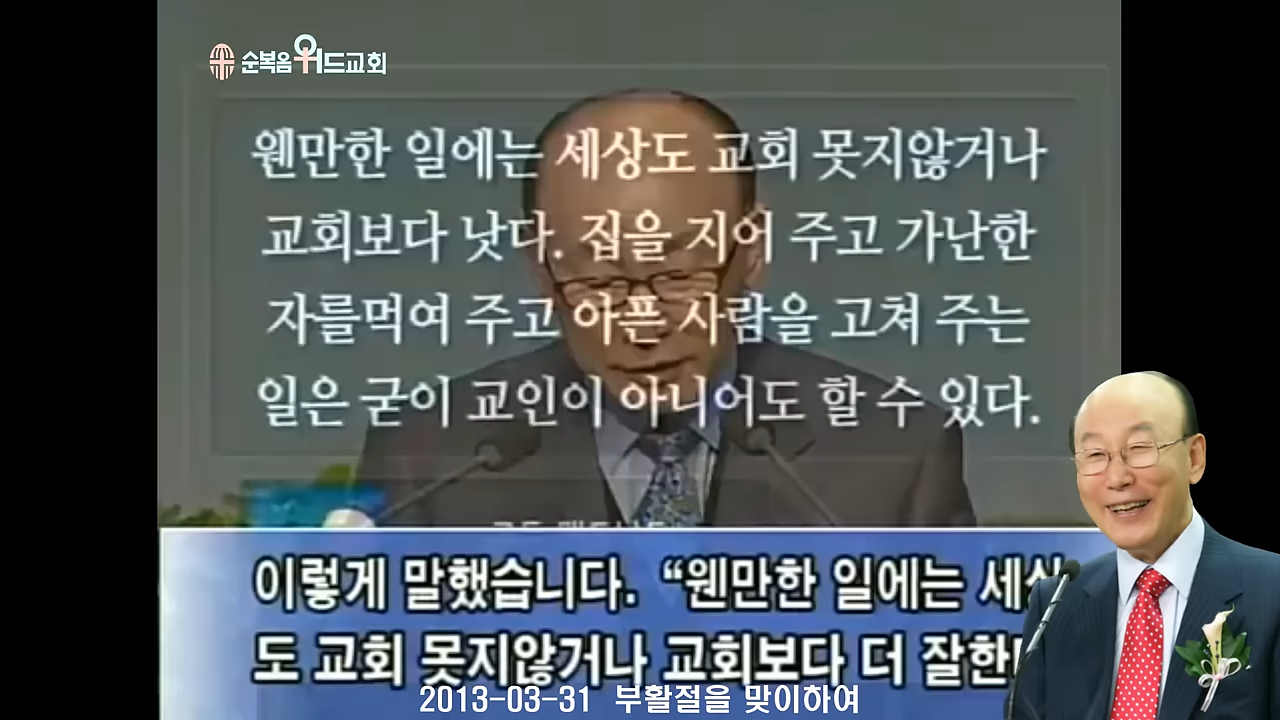 순복음워드교회
웬만한 일에는 세상도 교회 못지않거나
교회보다 낫다. 집을 지어 주고 가난한
자를먹여 주고 아픈 사람을 고쳐 주는
일은 굳이 교인이 아니어도 할 수 있다.
이렇게 말했습니다. “웬만한 일에는 세상
도 교회 못지않거나 교회보다 더 잘한다
2013-03-31 부활절을 맞이하여